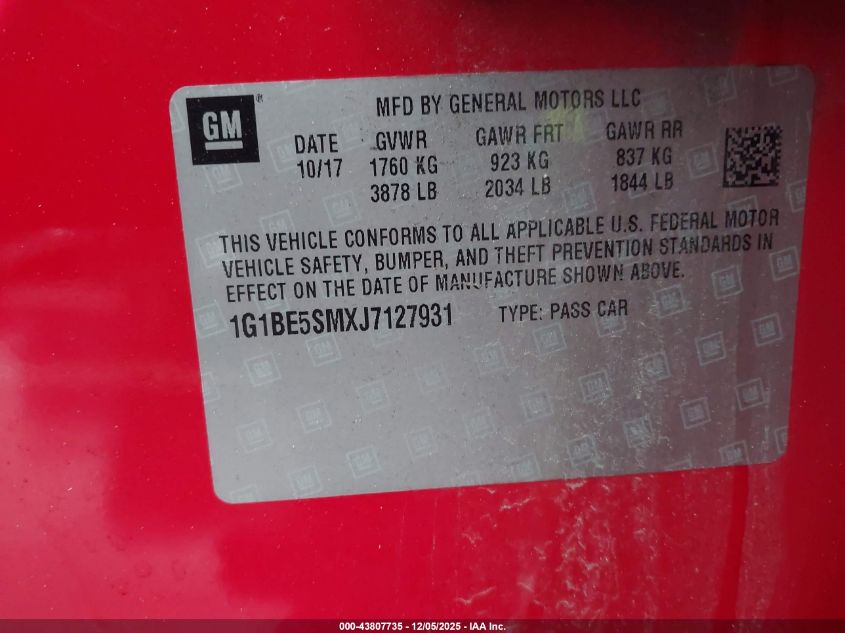 GM
MFD BY GENERAL MOTORS LLC
DATE GVWR GAWR FRT GAWR RR
10/17 1760 KG 923 KG 837 KG
3878 LB 2034 LB 1844 LB
THIS VEHICLE CONFORMS TO ALL APPLICABLE U.S. FEDERAL MOTOR
VEHICLE SAFETY, BUMPER, AND THEFT PREVENTION STANDARDS IN
EFFECT ON THE DATE OF MANUFACTURE SHOWN ABOVE.
1G1BE5SMXJ7127931 TYPE: PASS CAR
000-43807735 - 12/05/2025 - IAA Inc.